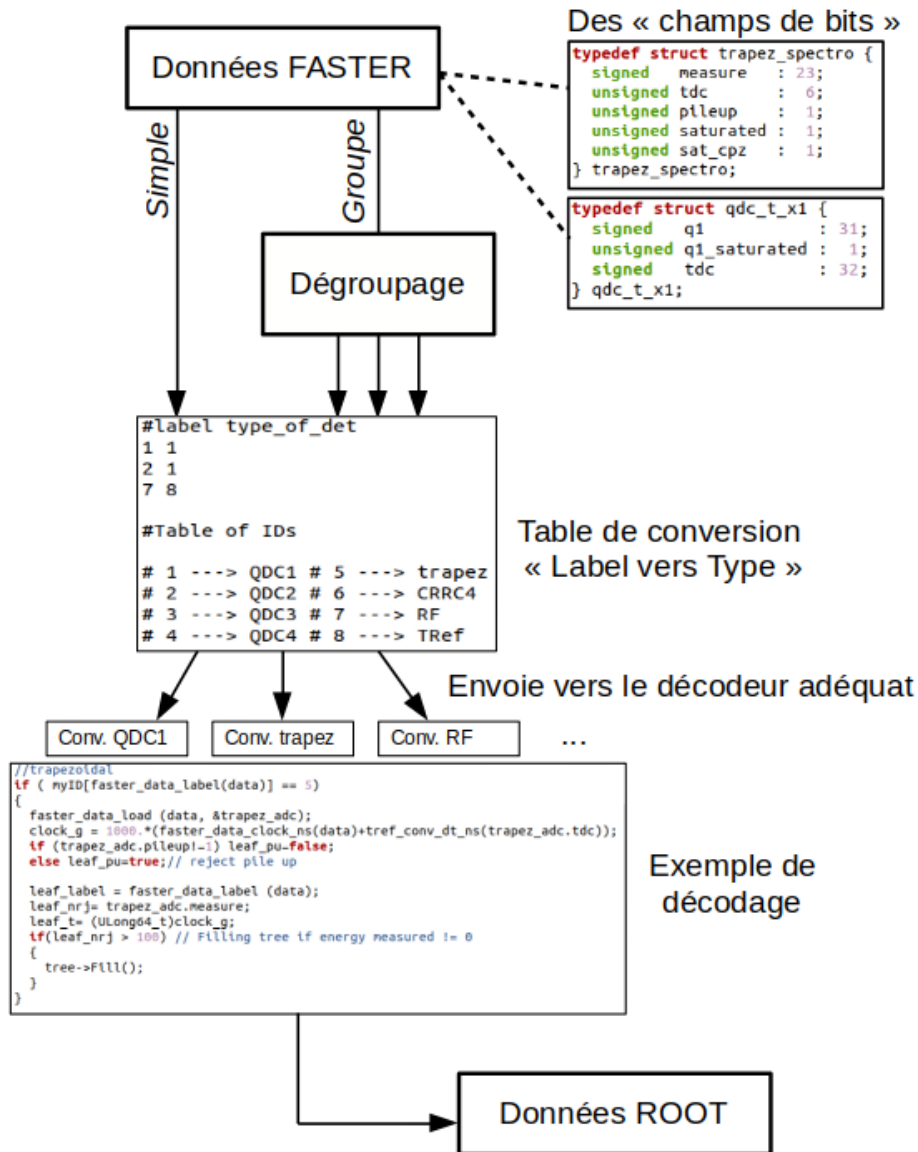 Des « champs de bits »
Données FASTER
typedef struct trapez_spectro {
signed measure : 23;
unsigned tdc : 6;
unsigned pileup : 1;
unsigned saturated : 1;
unsigned sat_cpz : 1;
} trapez_spectro;
Simple
Groupe
typedef struct qdc_t_x1 {
signed q1 : 31;
unsigned q1_saturated : 1;
signed tdc : 32;
} qdc_t_x1;
Dégroupage
#label type_of_det
1 1
2 1
7 8
#Table of IDs
# 1 ---> QDC1 # 5 ---> trapez
# 2 ---> QDC2 # 6 ---> CRRC4
# 3 ---> QDC3 # 7 ---> RF
# 4 ---> QDC4 # 8 ---> TRef
Table de conversion
« Label vers Type »
Envoie vers le décodeur adéquat
Conv. QDC1
Conv. trapez
Conv. RF
...
//trapezoidal
if ( myID[faster_data_label(data)] == 5)
{
faster_data_load (data, &trapez_adc);
clock_g = 1000.*(faster_data_clock_ns(data)+tref_conv_dt_ns(trapez_adc.tdc));
if (trapez_adc.pileup!=1) leaf_pu=false;
else leaf_pu=true;// reject pile up
leaf_label = faster_data_label (data);
leaf_nrj= trapez_adc.measure;
leaf_t= (ULong64_t)clock_g;
if(leaf_nrj > 100) // Filling tree if energy measured != 0
{
tree->Fill();
}
}
Exemple de
décodage
Données ROOT